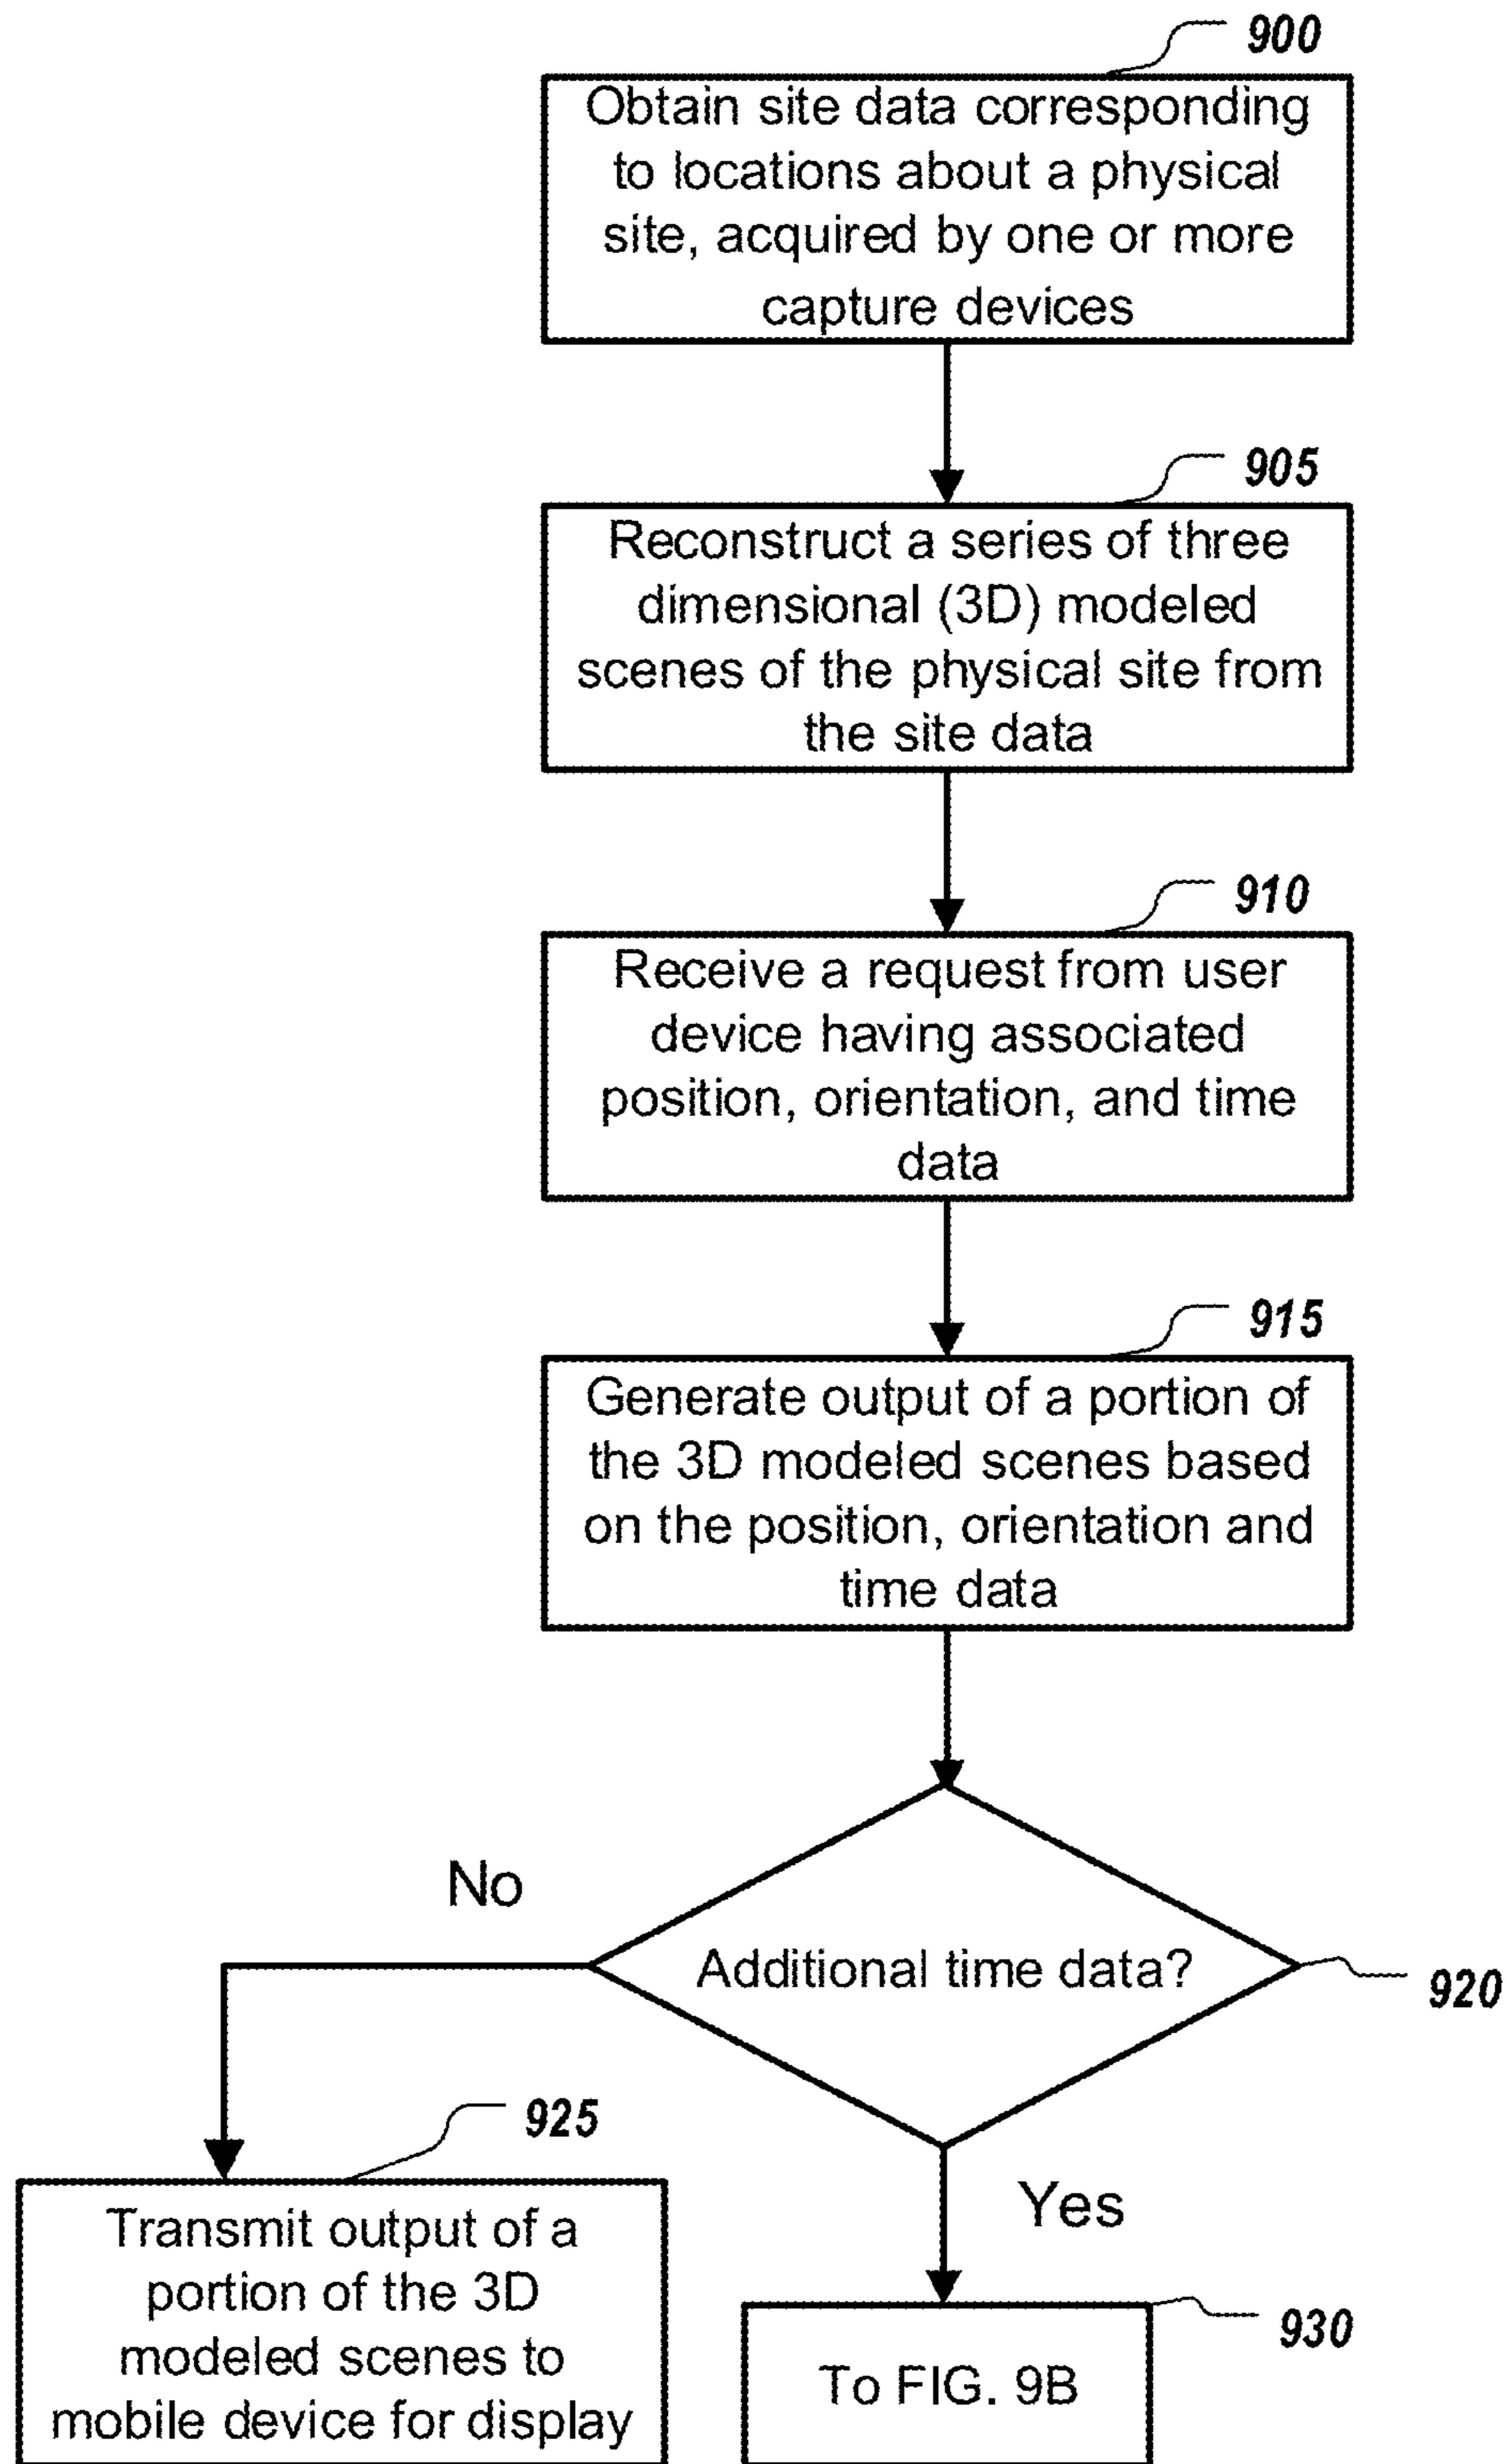 900
Obtain site data corresponding
to locations about a physical
site, acquired by one or more
capture devices
905
Reconstruct a series of three
dimensional (3D) modeled
scenes of the physical site from
the site data
910
Receive a request from user
device having associated
position, orientation, and time
data
915
Generate output of a portion of
the 3D modeled scenes based
on the position, orientation and
time data
No
Additional time data?
920
925
Transmit output of a
portion of the 3D
modeled scenes to
mobile device for display
Yes
930
To FIG. 9B